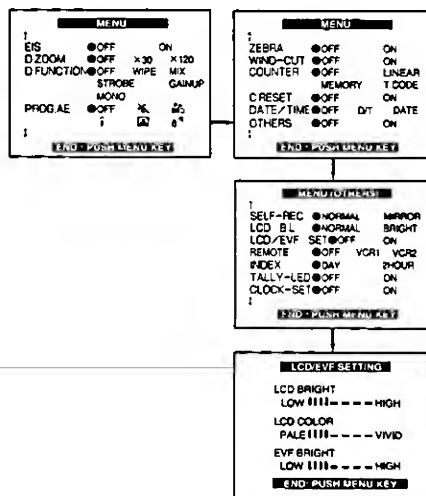 MENU
EIS ●OFF ON
D.ZOOM ●OFF ×30 ×120
D.FUNCTION●OFF WIPE MIX
STROBE GAINUP
MONO
PROG.AE ●OFF
END : PUSH MENU KEY
MENU
ZEBRA ●OFF ON
WIND-CUT ●OFF ON
COUNTER ●OFF LINEAR
MEMORY T.CODE
C.RESET ●OFF ON
DATE/TIME●OFF D/T DATE
OTHERS ●OFF ON
END : PUSH MENU KEY
MENU(OTHERS)
SELF-REC ●NORMAL MIRROR
LCD B.L ●NORMAL BRIGHT
LCD/EVF SET●OFF ON
REMOTE ●OFF VCR1 VCR2
INDEX ●DAY 2HOUR
TALLY-LED●OFF ON
CLOCK-SET●OFF ON
END : PUSH MENU KEY
LCD/EVF SETTING
LCD BRIGHT
LOW ----HIGH
LCD COLOR
PALE ----VIVID
EVF BRIGHT
LOW ----HIGH
END : PUSH MENU KEY